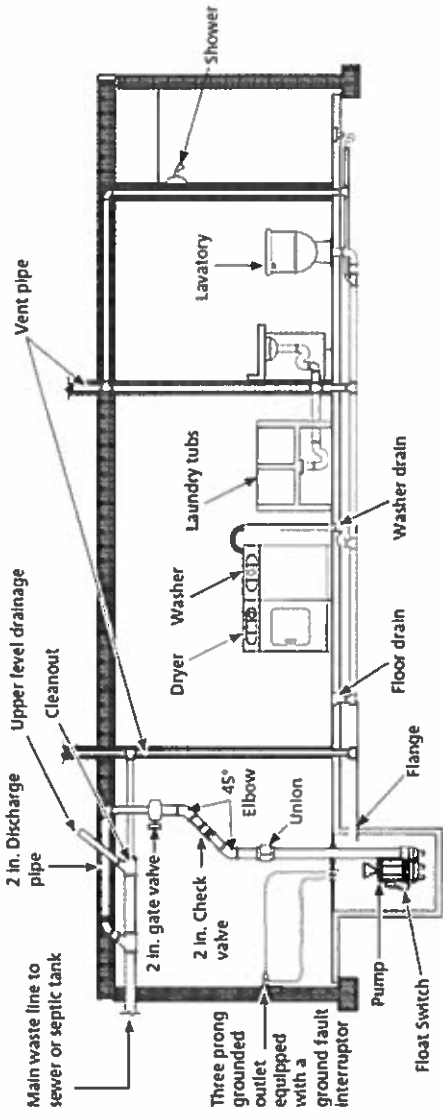 Main waste line to
sewer or septic tank
2 in. Discharge
pipe
Upper level drainage
Cleanout
Vent pipe
Shower
2 in. gate valve
2 in. Check
valve
45°
Elbow
Union
Dryer
Washer
Laundry tubs
Lavatory
Three prong
grounded
outlet
equipped
with a
ground fault
interruptor
Pump
Float Switch
Flange
Floor drain
Washer drain